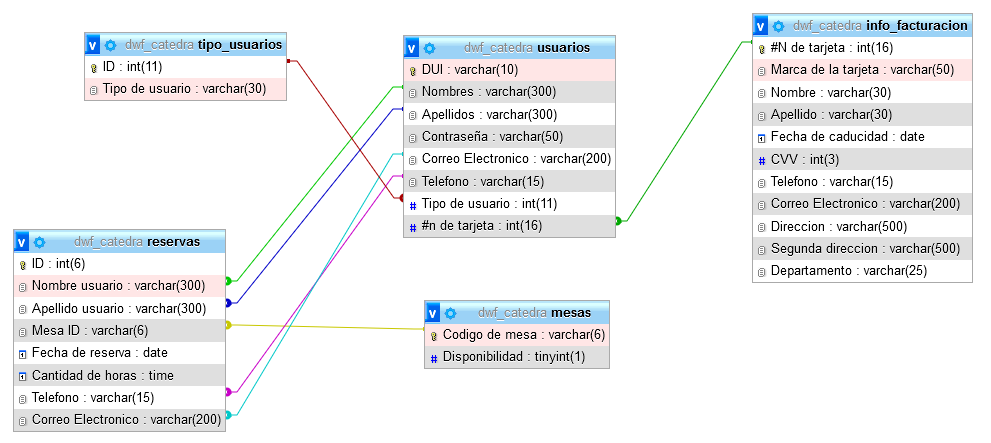 dwf_catedra tipo_usuarios
ID : int(11)
Tipo de usuario : varchar(30)
dwf_catedra usuarios
DUI : varchar(10)
Nombres : varchar(300)
Apellidos : varchar(300)
Contraseña : varchar(50)
Correo Electronico : varchar(200)
Telefono : varchar(15)
# Tipo de usuario : int(11)
# #n de tarjeta : int(16)
dwf_catedra info_facturacion
#N de tarjeta : int(16)
Marca de la tarjeta : varchar(50)
Nombre : varchar(30)
Apellido : varchar(30)
Fecha de caducidad : date
# CVV : int(3)
Telefono : varchar(15)
Correo Electronico : varchar(200)
Direccion : varchar(500)
Segunda direccion : varchar(500)
Departamento : varchar(25)
dwf_catedra reservas
ID : int(6)
Nombre usuario : varchar(300)
Apellido usuario : varchar(300)
Mesa ID : varchar(6)
Fecha de reserva : date
Cantidad de horas : time
Telefono : varchar(15)
Correo Electronico : varchar(200)
dwf_catedra mesas
Codigo de mesa : varchar(6)
# Disponibilidad : tinyint(1)